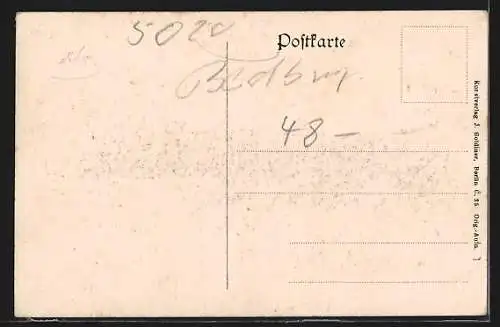 5020
Postkarte
Bedburg.
48-
Kunstverlag J. Goldiner, Berlin C. 25 Orig.-Aufn.